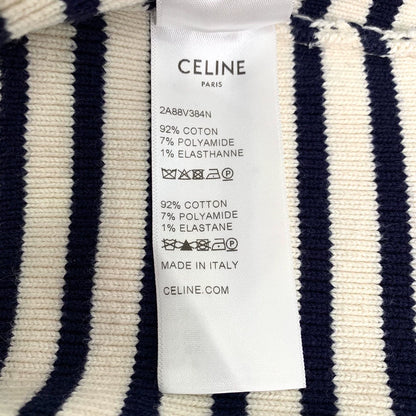 CELINE
PARIS
2A88V384N
92% COTON
7% POLYAMIDE
1% ELASTHANNE
92% COTTON
7% POLYAMIDE
1% ELASTANE
MADE IN ITALY
CELINE.COM